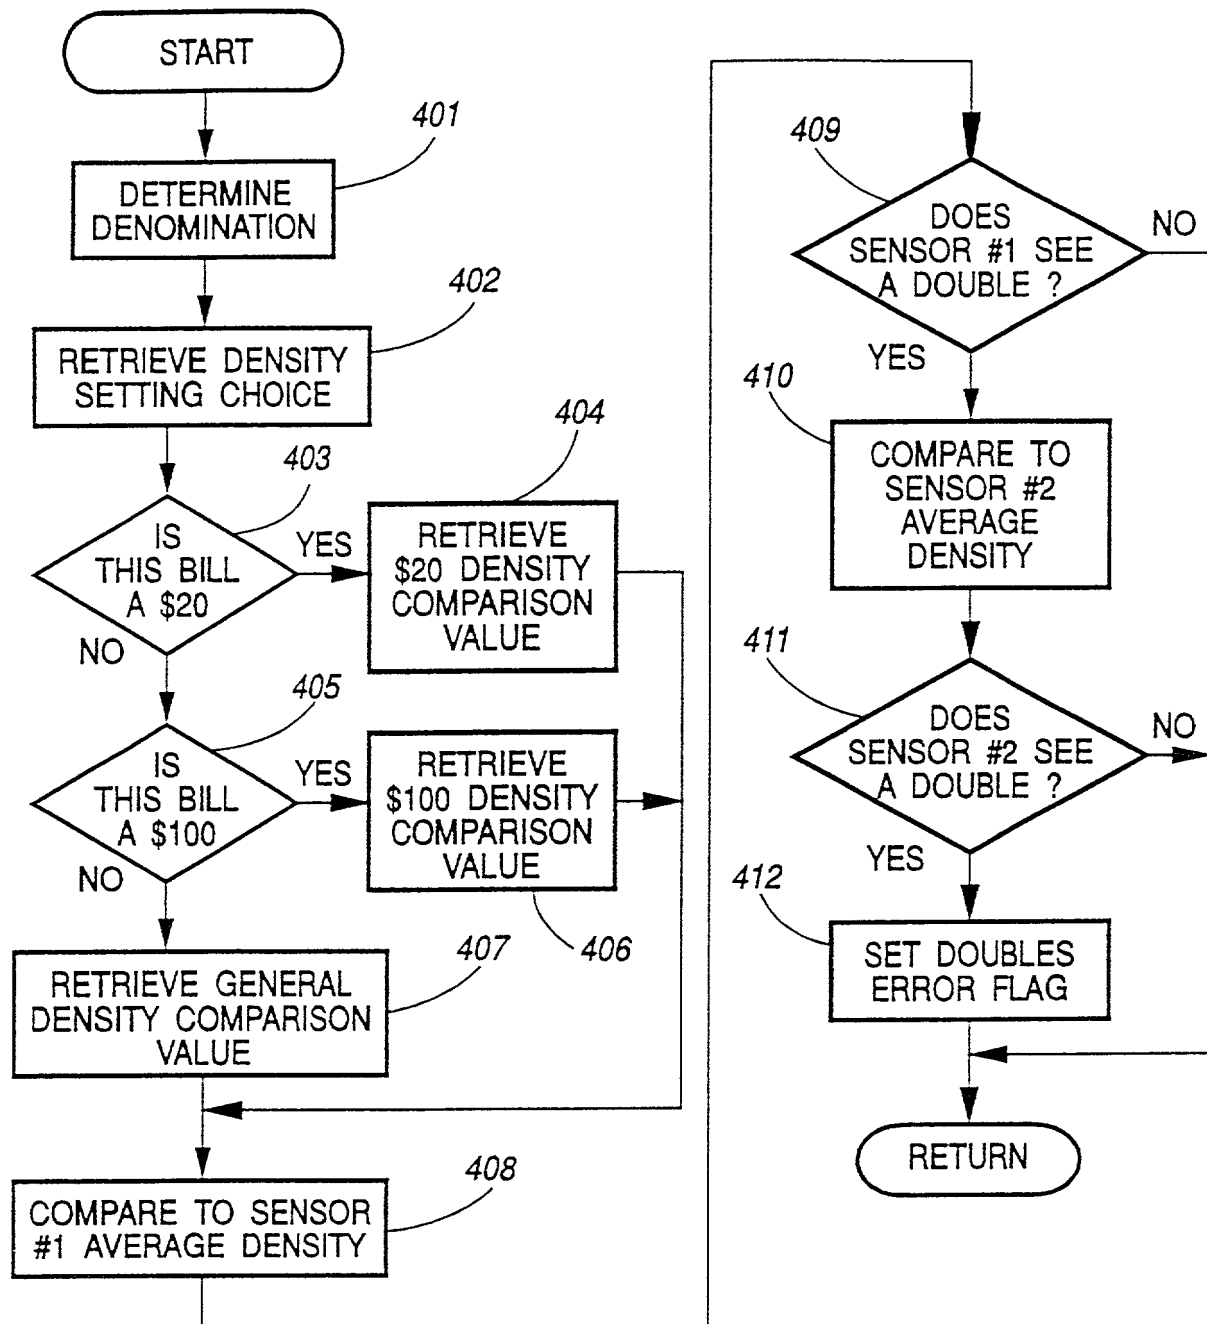 START
401
DETERMINE
DENOMINATION
402
RETRIEVE DENSITY
SETTING CHOICE
403
IS
THIS BILL
A $20
YES
NO
404
RETRIEVE
$20 DENSITY
COMPARISON
VALUE
405
IS
THIS BILL
A $100
YES
NO
RETRIEVE
$100 DENSITY
COMPARISON
VALUE
406
407
RETRIEVE GENERAL
DENSITY COMPARISON
VALUE
408
COMPARE TO SENSOR
#1 AVERAGE DENSITY
409
DOES
SENSOR #1 SEE
A DOUBLE ?
NO
YES
410
COMPARE TO
SENSOR #2
AVERAGE
DENSITY
411
DOES
SENSOR #2 SEE
A DOUBLE ?
NO
YES
412
SET DOUBLES
ERROR FLAG
RETURN